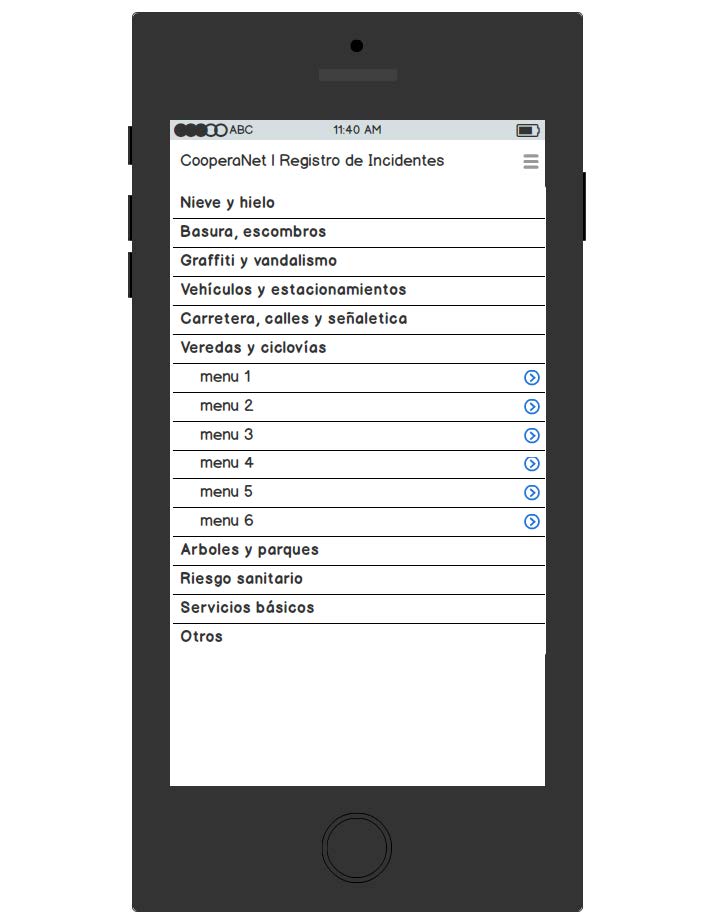 ABC 11:40 AM
CooperaNet | Registro de Incidentes
Nieve y hielo
Basura, escombros
Graffiti y vandalismo
Vehículos y estacionamientos
Carretera, calles y señaletica
Veredas y ciclovías
menu 1
menu 2
menu 3
menu 4
menu 5
menu 6
Arboles y parques
Riesgo sanitario
Servicios básicos
Otros